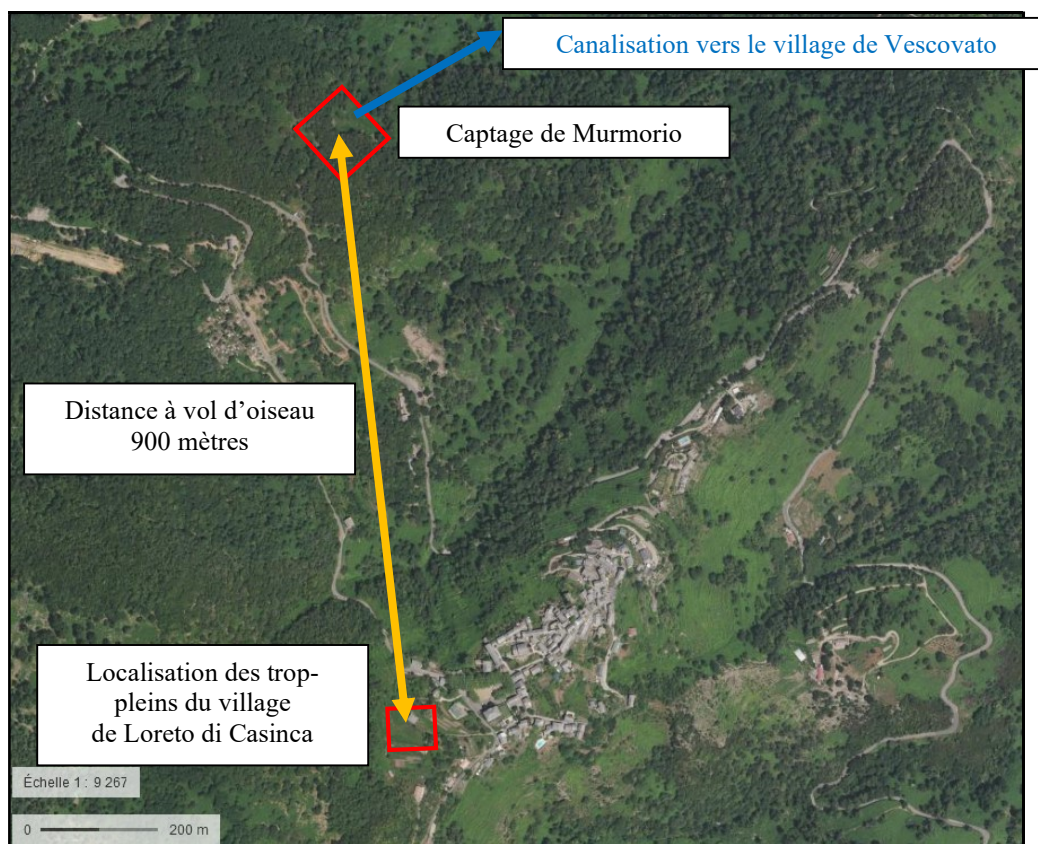 Canalisation vers le village de Vescovato
Captage de Murmorio
Distance à vol d’oiseau
900 mètres
Localisation des trop-
pleins du village
de Loreto di Casinca
Échelle 1 : 9 267
0 200 m